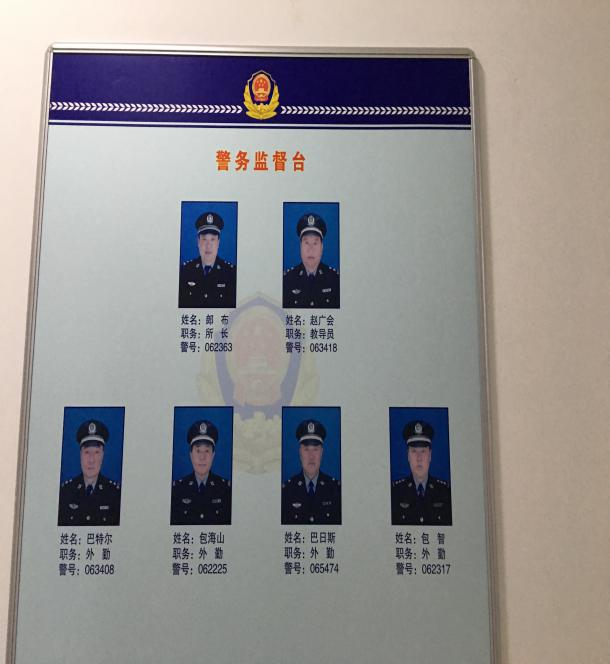 警务监督台
姓名：郎 布
职务：所 长
警号：062363
姓名：赵广会
职务：教导员
警号：063418
姓名：巴特尔
职务：外 勤
警号：063408
姓名：包海山
职务：外 勤
警号：062225
姓名：巴日斯
职务：外 勤
警号：065474
姓名：包 智
职务：外 勤
警号：062317